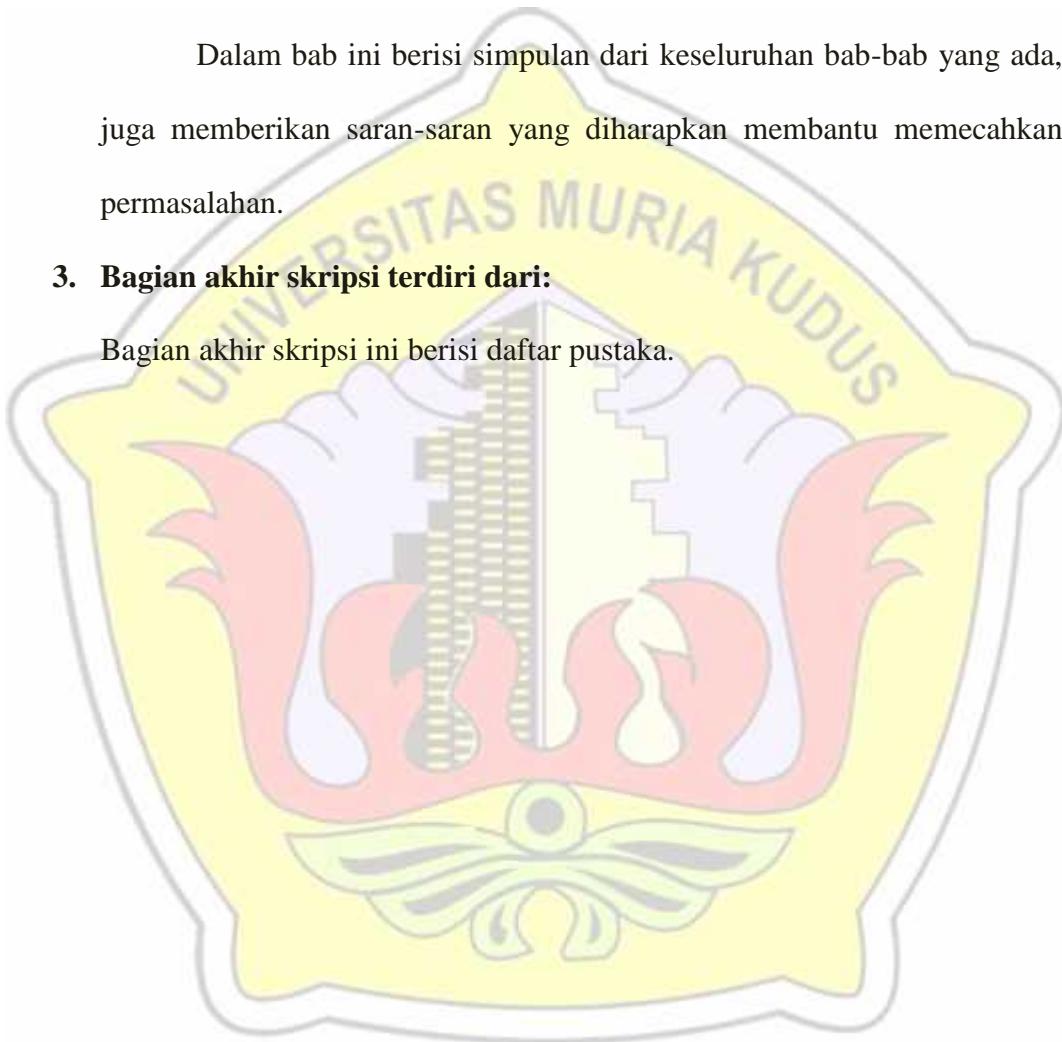 Dalam bab ini berisi simpulan dari keseluruhan bab-bab yang ada,
juga memberikan saran-saran yang diharapkan membantu memecahkan
permasalahan.
UNIVERSITAS MURIA KUDUS
3. Bagian akhir skripsi terdiri dari:
Bagian akhir skripsi ini berisi daftar pustaka.